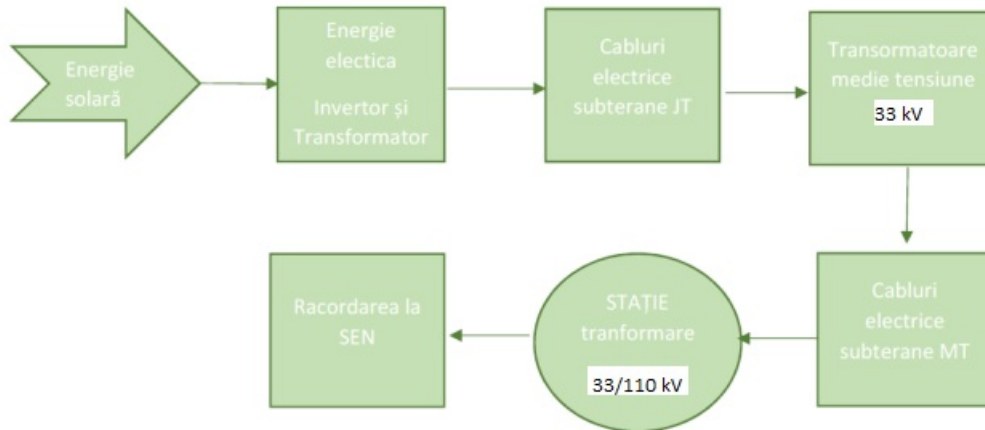 Energie
solară
Energie
electica
Invertor și
Transformator
Cabluri
electrice
subterane JT
Transormatoare
medie tensiune
33 kV
Cabluri
electrice
subterane MT
STAȚIE
tranformare
33/110 kV
Racordarea la
SEN